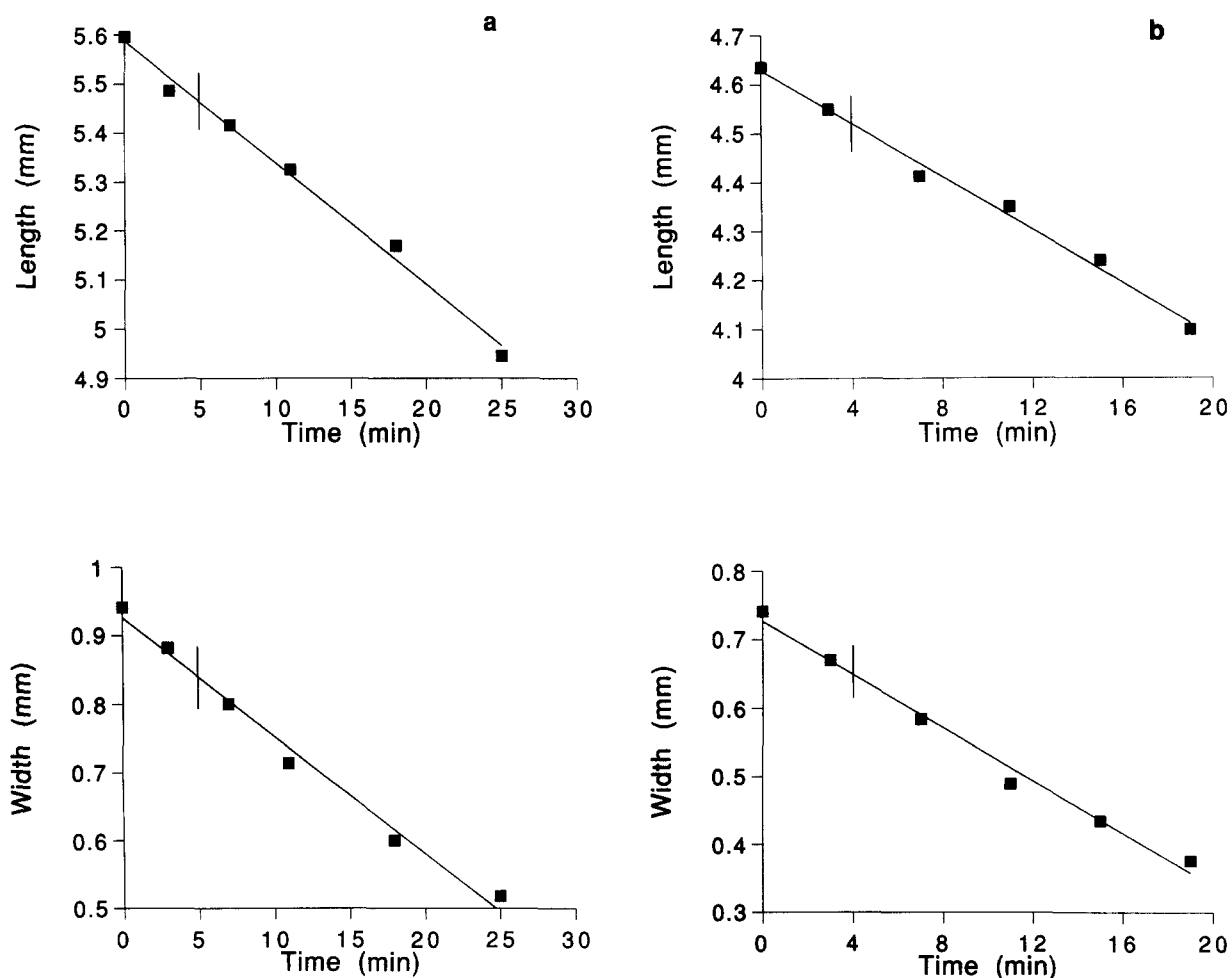 a
5.6
5.5
5.4
5.3
5.2
5.1
5
4.9
Length (mm)
0 5 10 15 20 25 30
Time (min)
b
4.7
4.6
4.5
4.4
4.3
4.2
4.1
4
Length (mm)
0 4 8 12 16 20
Time (min)
1
0.9
0.8
0.7
0.6
0.5
Width (mm)
0 5 10 15 20 25 30
Time (min)
0.8
0.7
0.6
0.5
0.4
0.3
Width (mm)
0 4 8 12 16 20
Time (min)